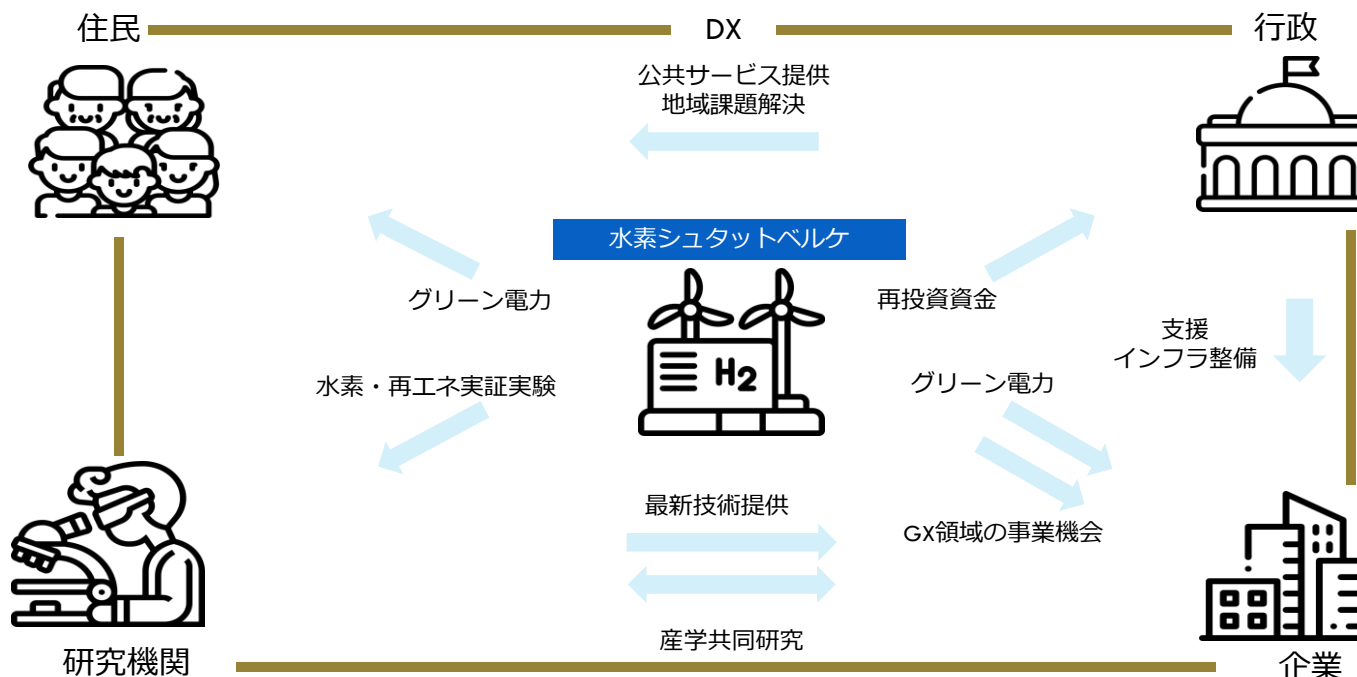 住民
DX
行政
公共サービス提供
地域課題解決
水素シュタットベルケ
グリーン電力
再投資資金
支援
インフラ整備
水素・再エネ実証実験
グリーン電力
H2
最新技術提供
GX領域の事業機会
産学共同研究
研究機関
企業